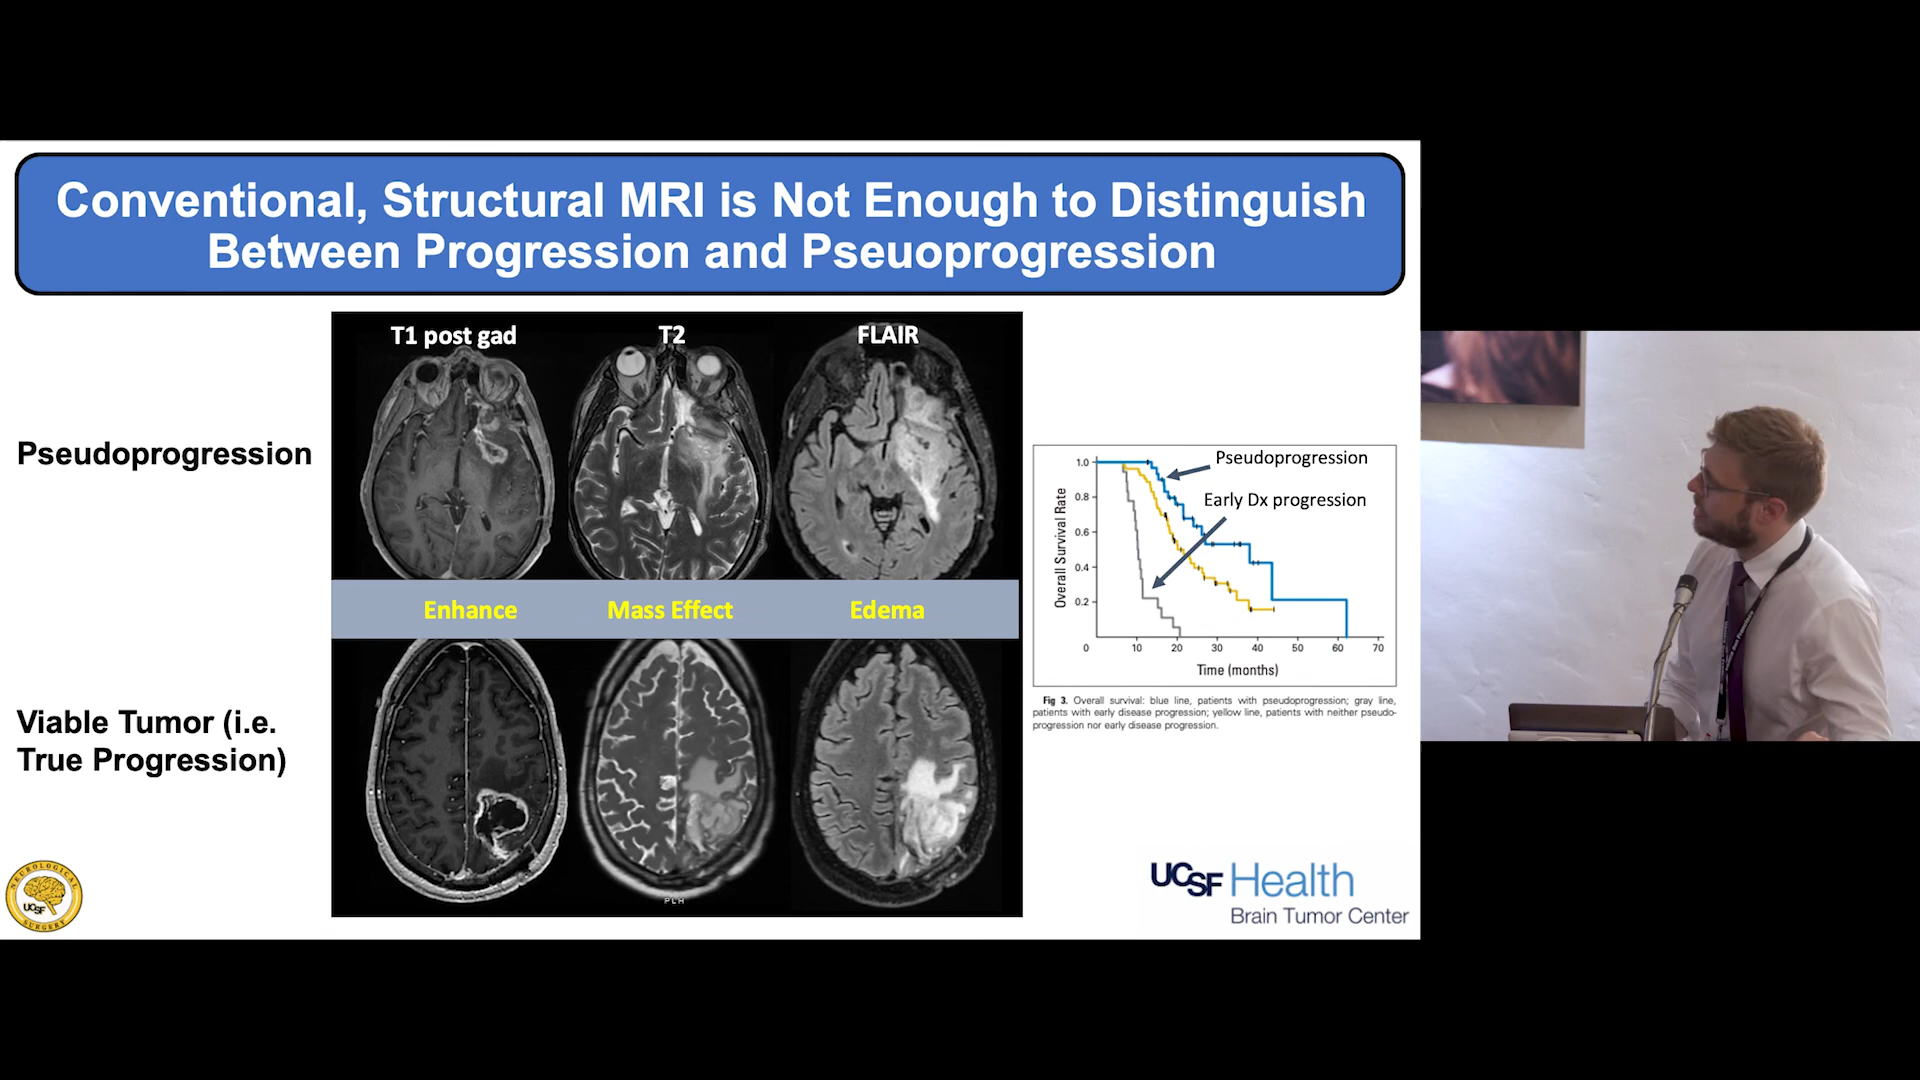 Conventional, Structural MRI is Not Enough to Distinguish
Between Progression and Pseuoprogression
T1 post gad
T2
FLAIR
Pseudoprogression
Enhance
Mass Effect
Edema
Viable Tumor (i.e.
True Progression)
PLH
Pseudoprogression
Early Dx progression
Overall Survival Rate
1.0
0.8
0.6
0.4
0.2
0
10
20
30
40
50
60
70
Time (months)
Fig 3. Overall survival: blue line, patients with pseudoprogression; gray line,
patients with early disease progression; yellow line, patients with neither pseudo-
progression nor early disease progression.
NEUROLOGICAL
UCSF
SURGERY
UCSF Health
Brain Tumor Center